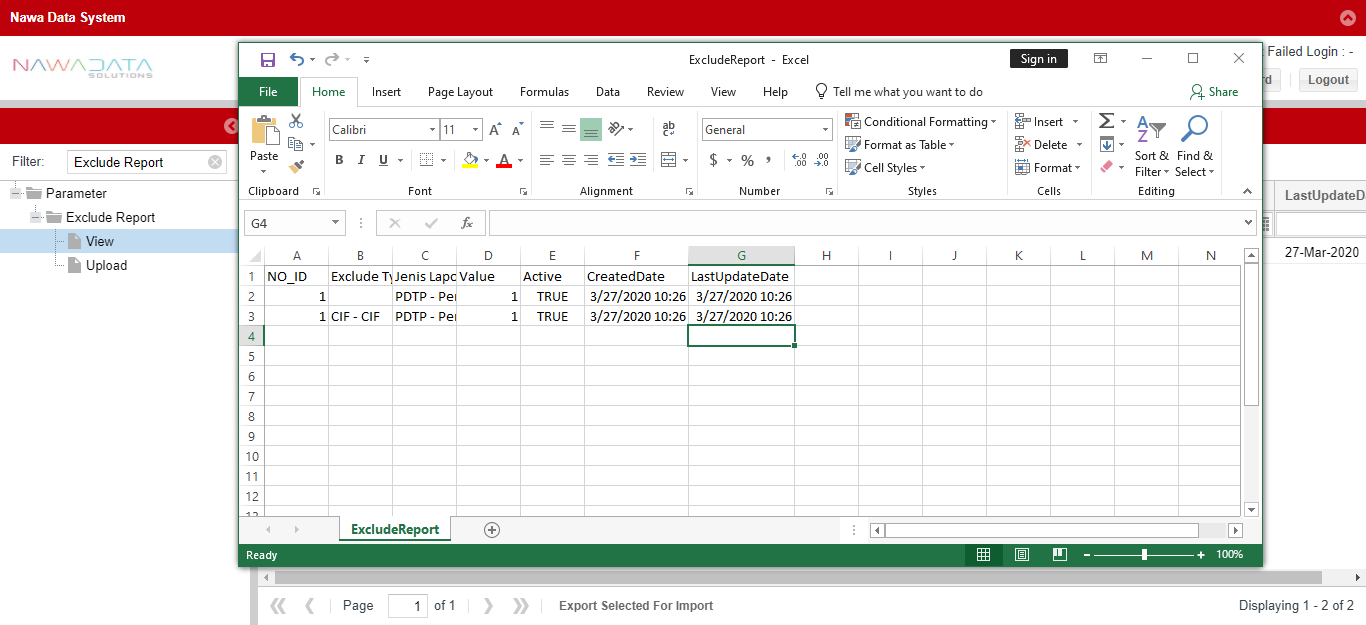 Nawa Data System
NAWADATA
SOLUTIONS
Failed Login : -
Logout
Filter:
Exclude Report
Parameter
Exclude Report
View
Upload
ExcludeReport - Excel
Sign in
File Home Insert Page Layout Formulas Data Review View Help Tell me what you want to do Share
Paste
Clipboard
Calibri 11
B I U
Font
ab
Alignment
General
$ % ,
Number
Conditional Formatting
Format as Table
Cell Styles
Styles
Insert
Delete
Format
Cells
Sort & Filter
Find & Select
Editing
G4
fx
A B C D E F G H I J K L M N
1 NO_ID Exclude Ty Jenis Lapo Value Active CreatedDate LastUpdateDate
2 1 PDTP - Per 1 TRUE 3/27/2020 10:26 3/27/2020 10:26
3 1 CIF - CIF PDTP - Per 1 TRUE 3/27/2020 10:26 3/27/2020 10:26
4
5
6
7
8
9
10
11
12
ExcludeReport
Ready
100%
LastUpdateD
27-Mar-2020
Page 1 of 1
Export Selected For Import
Displaying 1 - 2 of 2